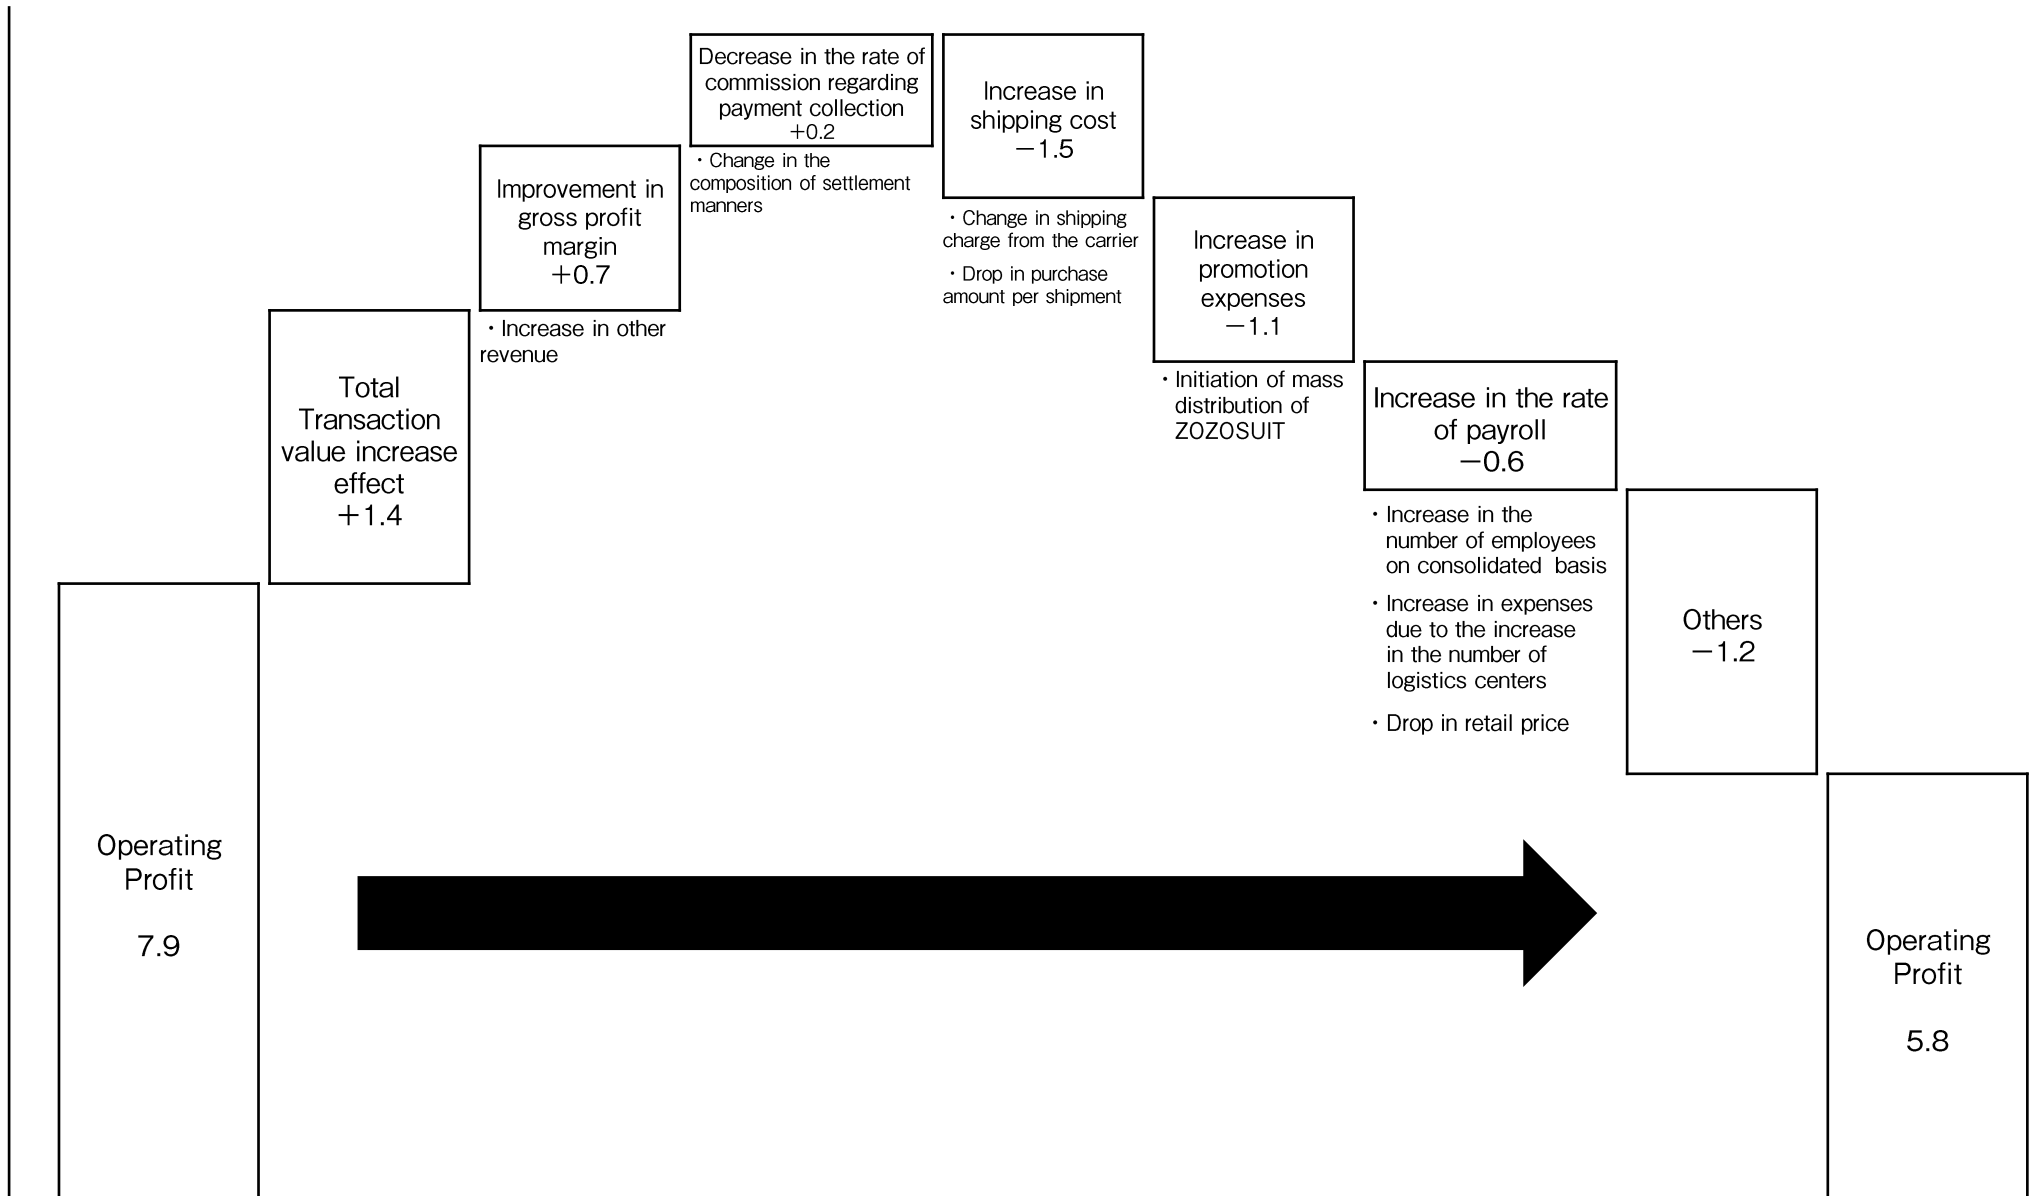 Operating
Profit
7.9
Total
Transaction
value increase
effect
+1.4
Improvement in
gross profit
margin
+0.7
・Increase in other
revenue
Decrease in the rate of
commission regarding
payment collection
+0.2
・Change in the
composition of settlement
manners
Increase in
shipping cost
−1.5
・Change in shipping
charge from the carrier
・Drop in purchase
amount per shipment
Increase in
promotion
expenses
−1.1
・Initiation of mass
distribution of
ZOZOSUIT
Increase in the rate
of payroll
−0.6
・Increase in the
number of employees
on consolidated basis
・Increase in expenses
due to the increase
in the number of
logistics centers
・Drop in retail price
Others
−1.2
Operating
Profit
5.8